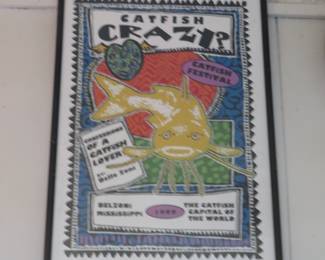 CATFISH
CRAZY?
CATFISH
FESTIVAL
CONFESSIONS
OF A
CATFISH
LOVER
BELZONI
MISSISSIPPI
THE CATFISH
CAPITAL OF
THE WORLD